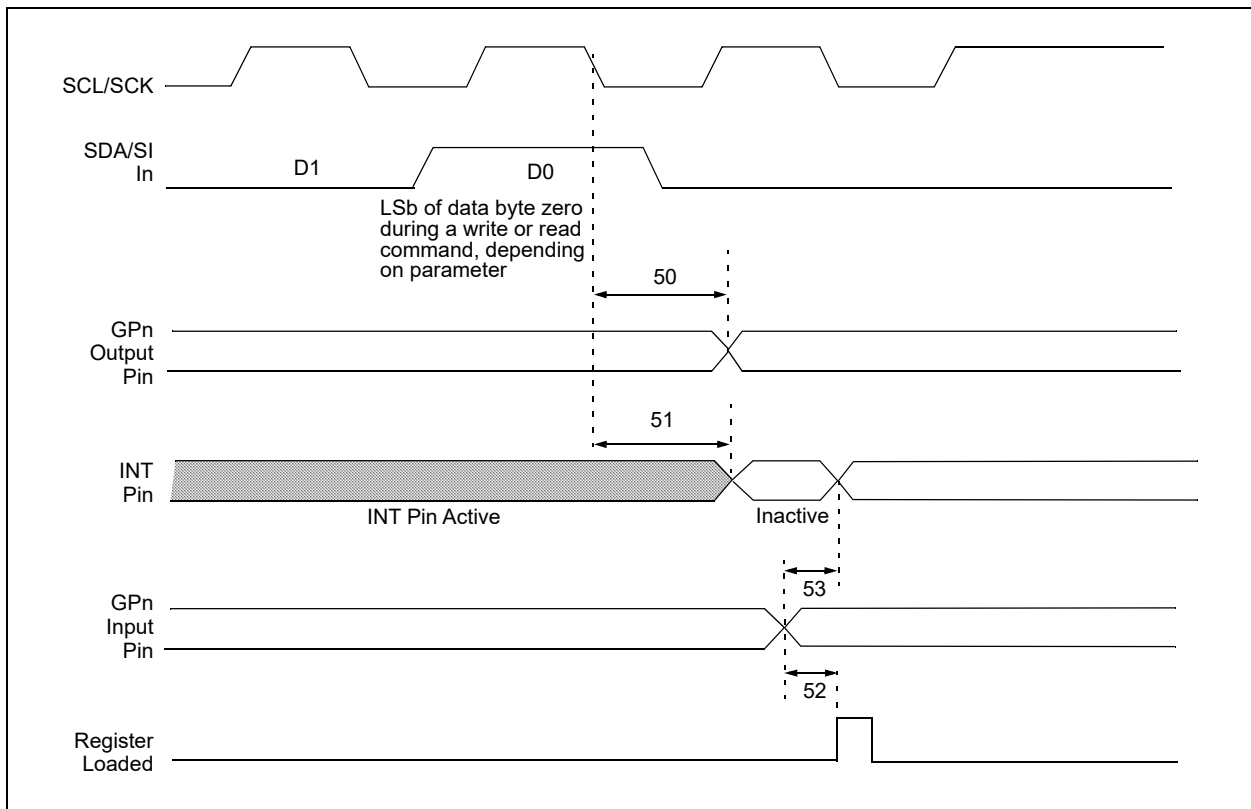 SCL/SCK
SDA/SI
In
D1
D0
LSb of data byte zero
during a write or read
command, depending
on parameter
50
GPn
Output
Pin
51
INT
Pin
INT Pin Active
Inactive
53
GPn
Input
Pin
52
Register
Loaded